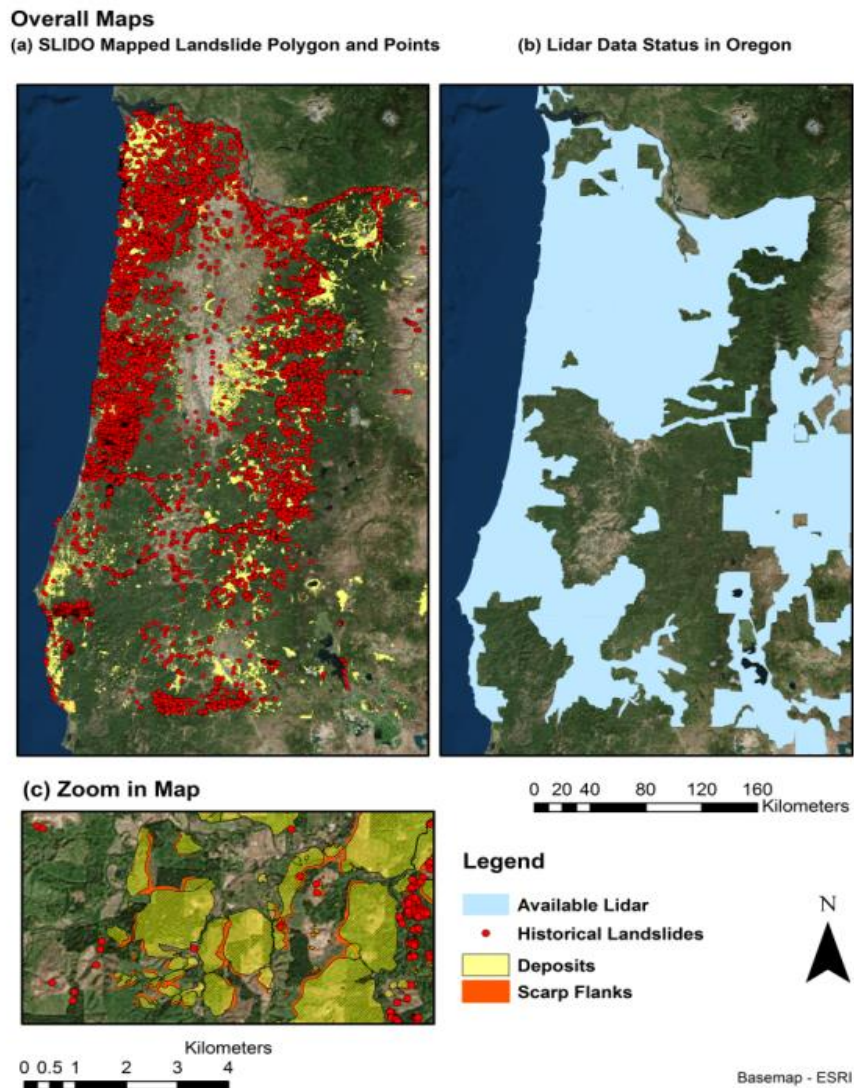 Overall Maps
(a) SLIDO Mapped Landslide Polygon and Points
(b) Lidar Data Status in Oregon
0 20 40 80 120 160
Kilometers
(c) Zoom in Map
Legend
Available Lidar
Historical Landslides
Deposits
Scarp Flanks
N
Kilometers
0 0.5 1 2 3 4
Basemap - ESRI